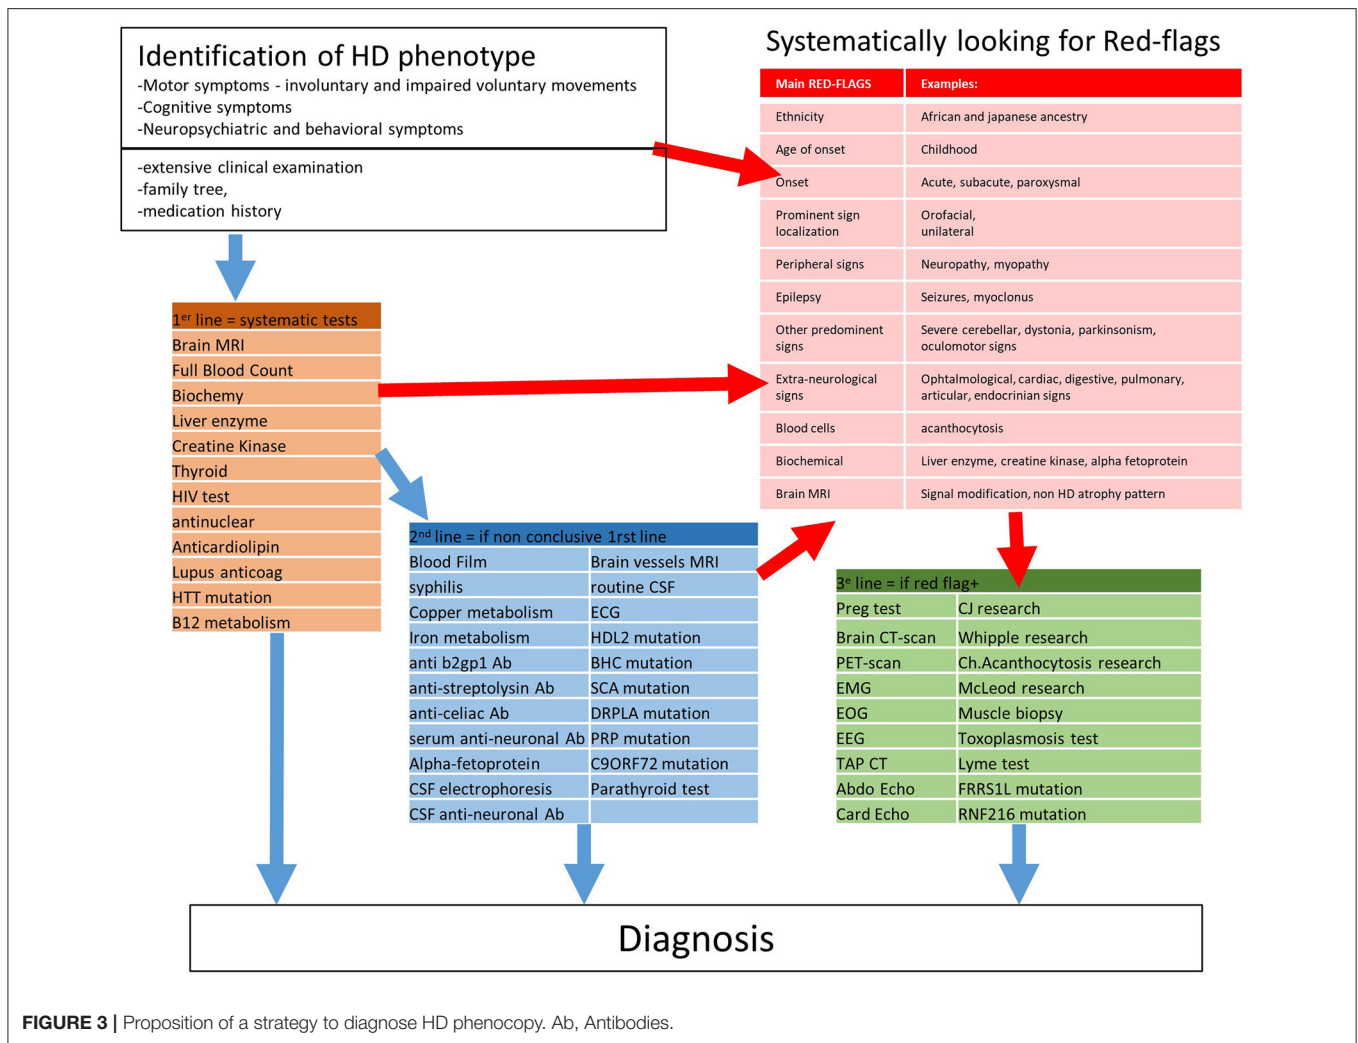 Identification of HD phenotype
-Motor symptoms - involuntary and impaired voluntary movements
-Cognitive symptoms
-Neuropsychiatric and behavioral symptoms
-extensive clinical examination
-family tree,
-medication history
Systematically looking for Red-flags
Main RED-FLAGS Examples:
Ethnicity African and japanese ancestry
Age of onset Childhood
Onset Acute, subacute, paroxysmal
Prominent sign Orofacial,
localization unilateral
Peripheral signs Neuropathy, myopathy
Epilepsy Seizures, myoclonus
Other predominent Severe cerebellar, dystonia, parkinsonism,
signs oculomotor signs
Extra-neurological Ophtalmological, cardiac, digestive, pulmonary,
signs articular, endocrinian signs
Blood cells acanthocytosis
Biochemical Liver enzyme, creatine kinase, alpha fetoprotein
Brain MRI Signal modification, non HD atrophy pattern
1er line = systematic tests
Brain MRI
Full Blood Count
Biochemy
Liver enzyme
Creatine Kinase
Thyroid
HIV test
antinuclear
Anticardiolipin
Lupus anticoag
HTT mutation
B12 metabolism
2nd line = if non conclusive 1rst line
Blood Film Brain vessels MRI
syphilis routine CSF
Copper metabolism ECG
Iron metabolism HDL2 mutation
anti b2gp1 Ab BHC mutation
anti-streptolysin Ab SCA mutation
anti-celiac Ab DRPLA mutation
serum anti-neuronal Ab PRP mutation
Alpha-fetoprotein C9ORF72 mutation
CSF electrophoresis Parathyroid test
CSF anti-neuronal Ab
3e line = if red flag+
Preg test CJ research
Brain CT-scan Whipple research
PET-scan Ch.Acanthocytosis research
EMG McLeod research
EOG Muscle biopsy
EEG Toxoplasmosis test
TAP CT Lyme test
Abdo Echo FRRS1L mutation
Card Echo RNF216 mutation
Diagnosis
FIGURE 3 | Proposition of a strategy to diagnose HD phenocopy. Ab, Antibodies.